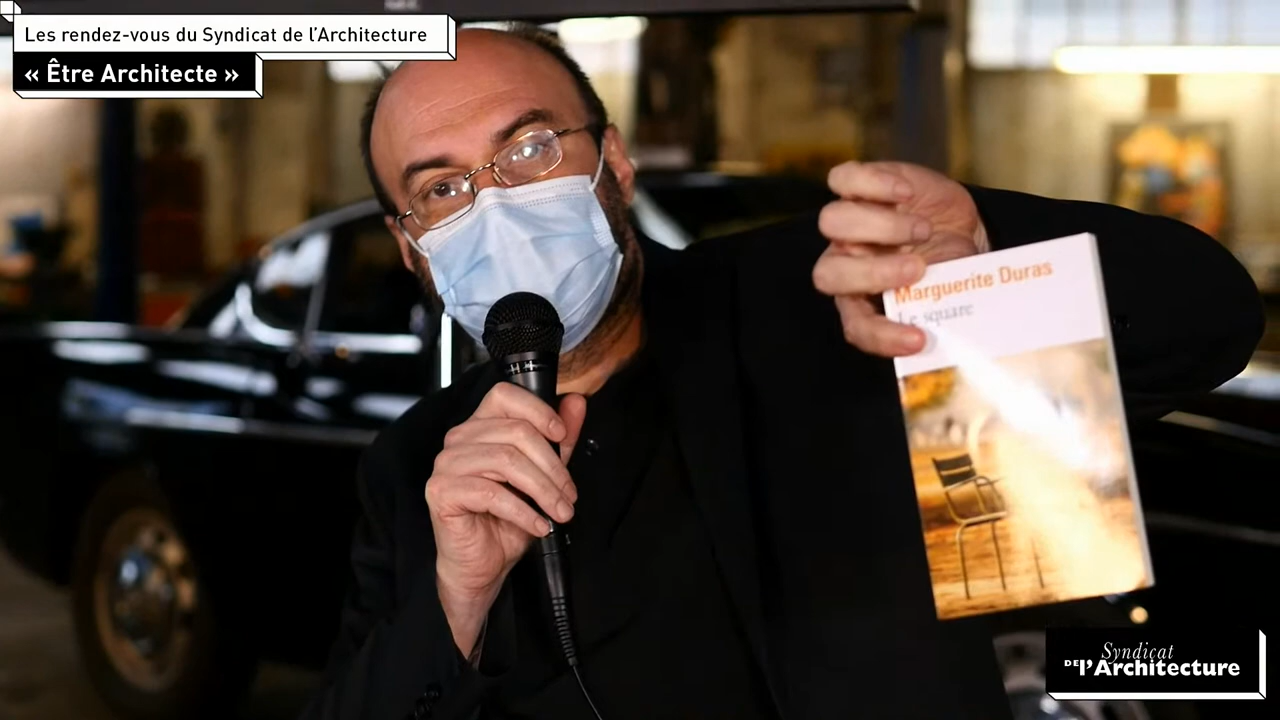 Les rendez-vous du Syndicat de l'Architecture
« Être Architecte »
Marguerite Duras
Le square
Syndicat
DE l'Architecture